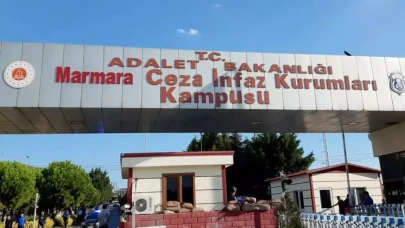 T.C.
ADALET BAKANLIĞI
Marmara Ceza İnfaz Kurumları
Kampüsü